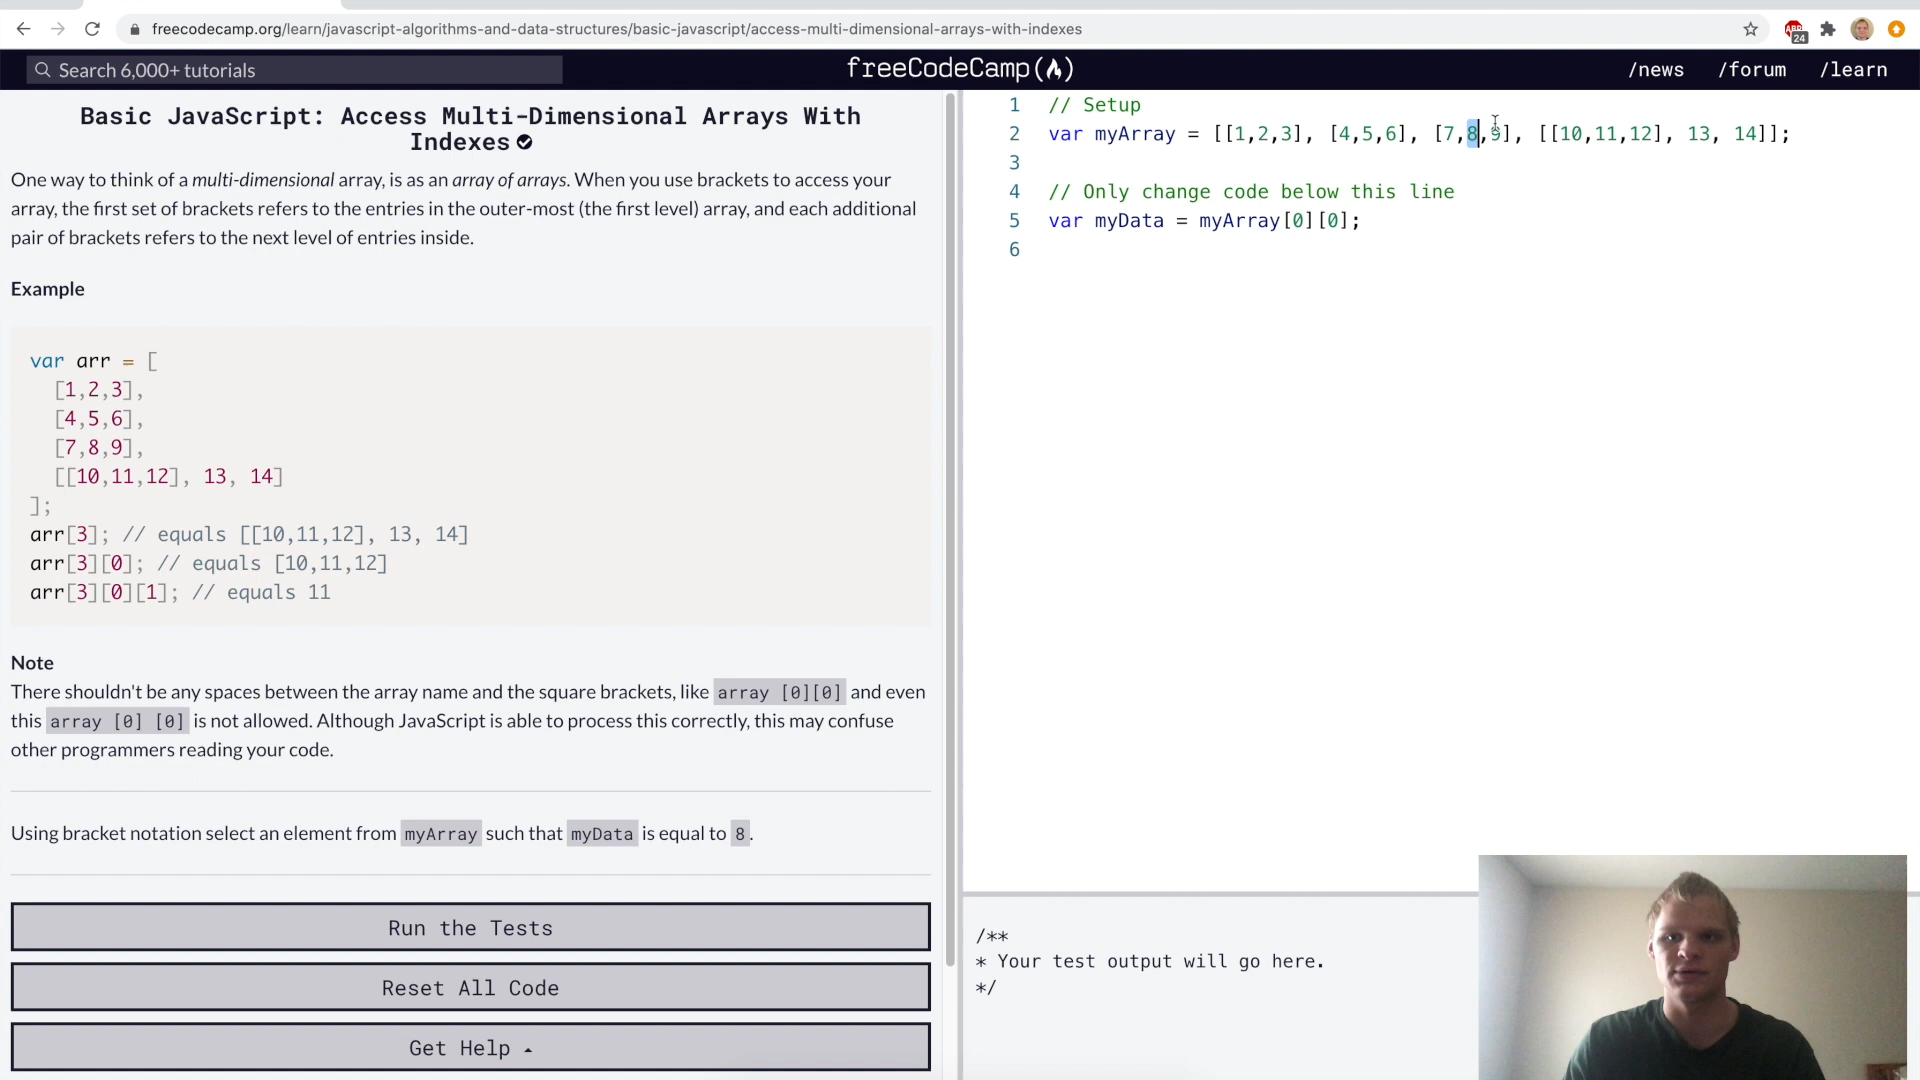 freecodecamp.org/learn/javascript-algorithms-and-data-structures/basic-javascript/access-multi-dimensional-arrays-with-indexes
24
Search 6,000+ tutorials
freeCodeCamp
/news
/forum
/learn
Basic JavaScript: Access Multi-Dimensional Arrays With
Indexes
One way to think of a multi-dimensional array, is as an array of arrays. When you use brackets to access your
array, the first set of brackets refers to the entries in the outer-most (the first level) array, and each additional
pair of brackets refers to the next level of entries inside.
Example
var arr = [
[1,2,3],
[4,5,6],
[7,8,9],
[[10,11,12], 13, 14]
];
arr[3]; // equals [[10,11,12], 13, 14]
arr[3][0]; // equals [10,11,12]
arr[3][0][1]; // equals 11
Note
There shouldn't be any spaces between the array name and the square brackets, like array [0][0] and even
this array [0] [0] is not allowed. Although JavaScript is able to process this correctly, this may confuse
other programmers reading your code.
Using bracket notation select an element from myArray such that myData is equal to 8.
Run the Tests
Reset All Code
Get Help
1 // Setup
2 var myArray = [[1,2,3], [4,5,6], [7,8,9], [[10,11,12], 13, 14]];
3
4 // Only change code below this line
5 var myData = myArray[0][0];
6
/**
* Your test output will go here.
*/